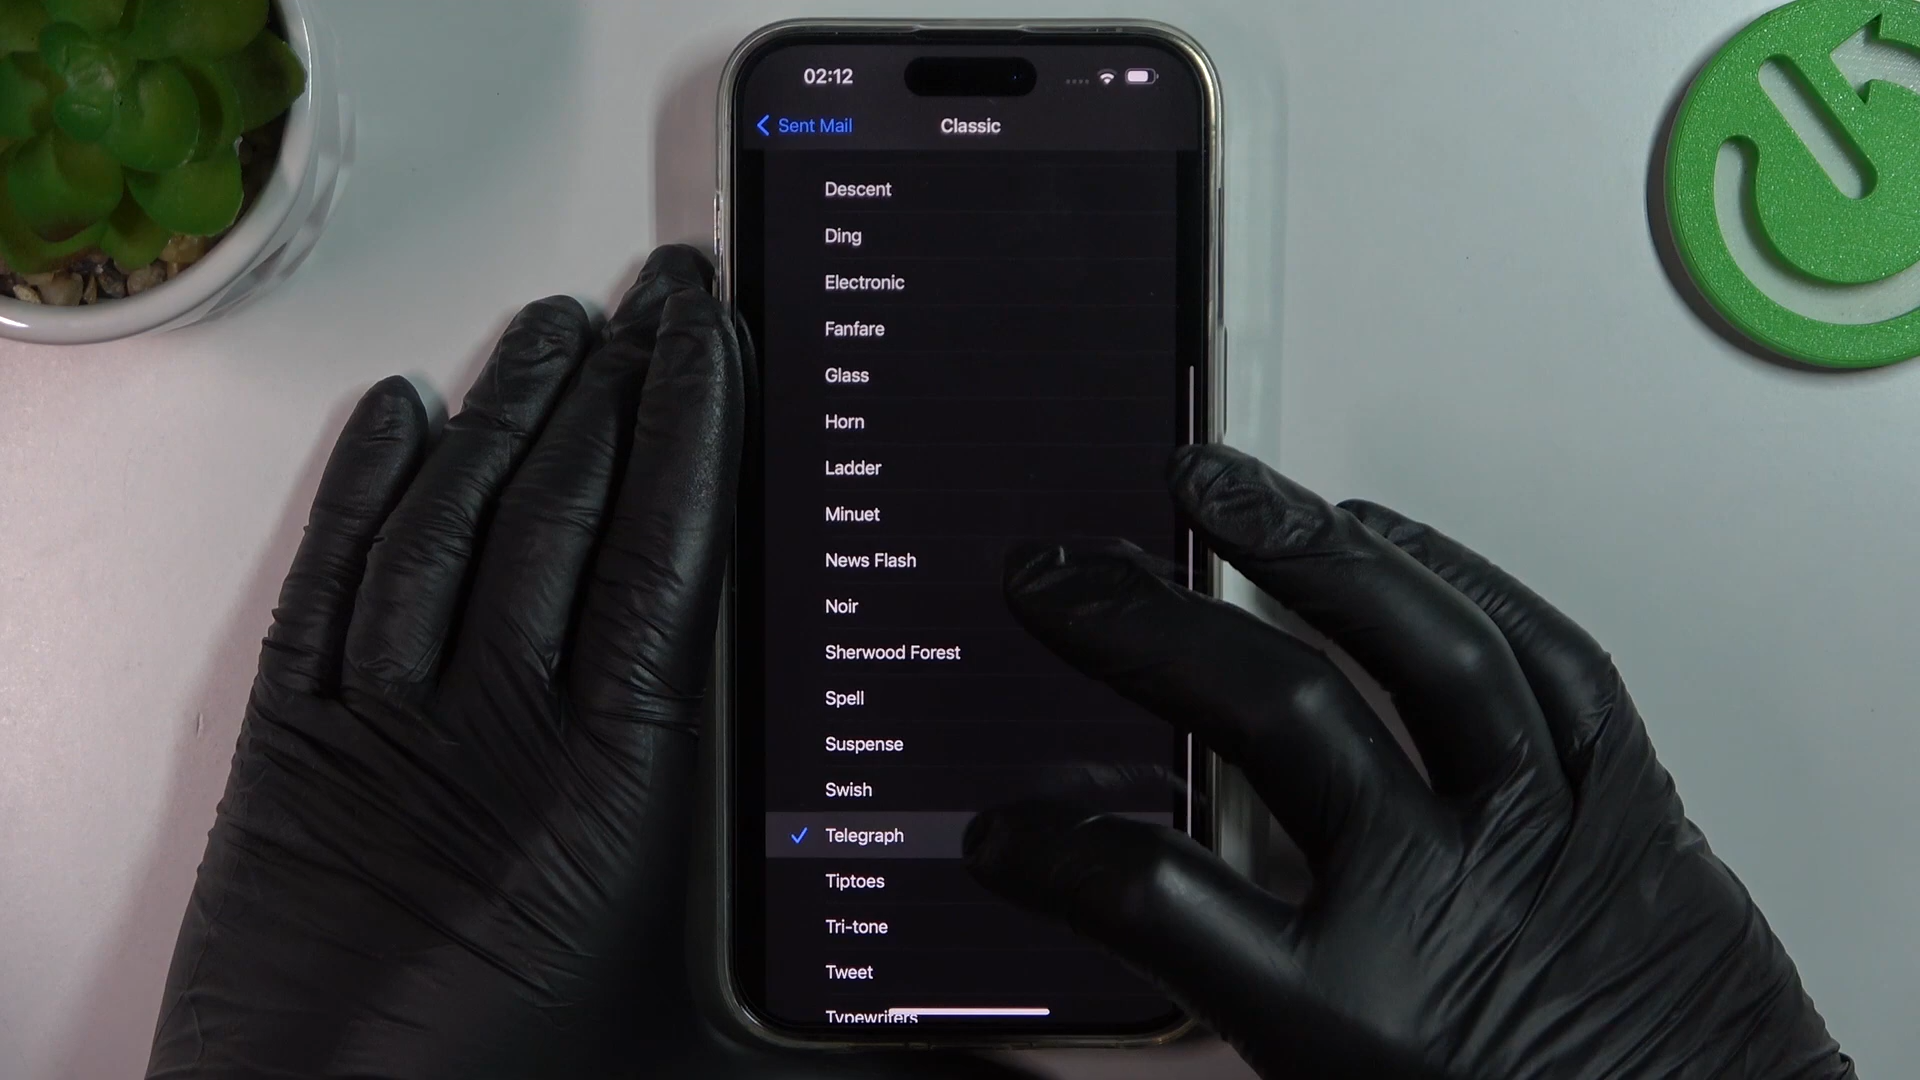 02:12
Sent Mail
Classic
Descent
Ding
Electronic
Fanfare
Glass
Horn
Ladder
Minuet
News Flash
Noir
Sherwood Forest
Spell
Suspense
Swish
Telegraph
Tiptoes
Tri-tone
Tweet
Typewriters